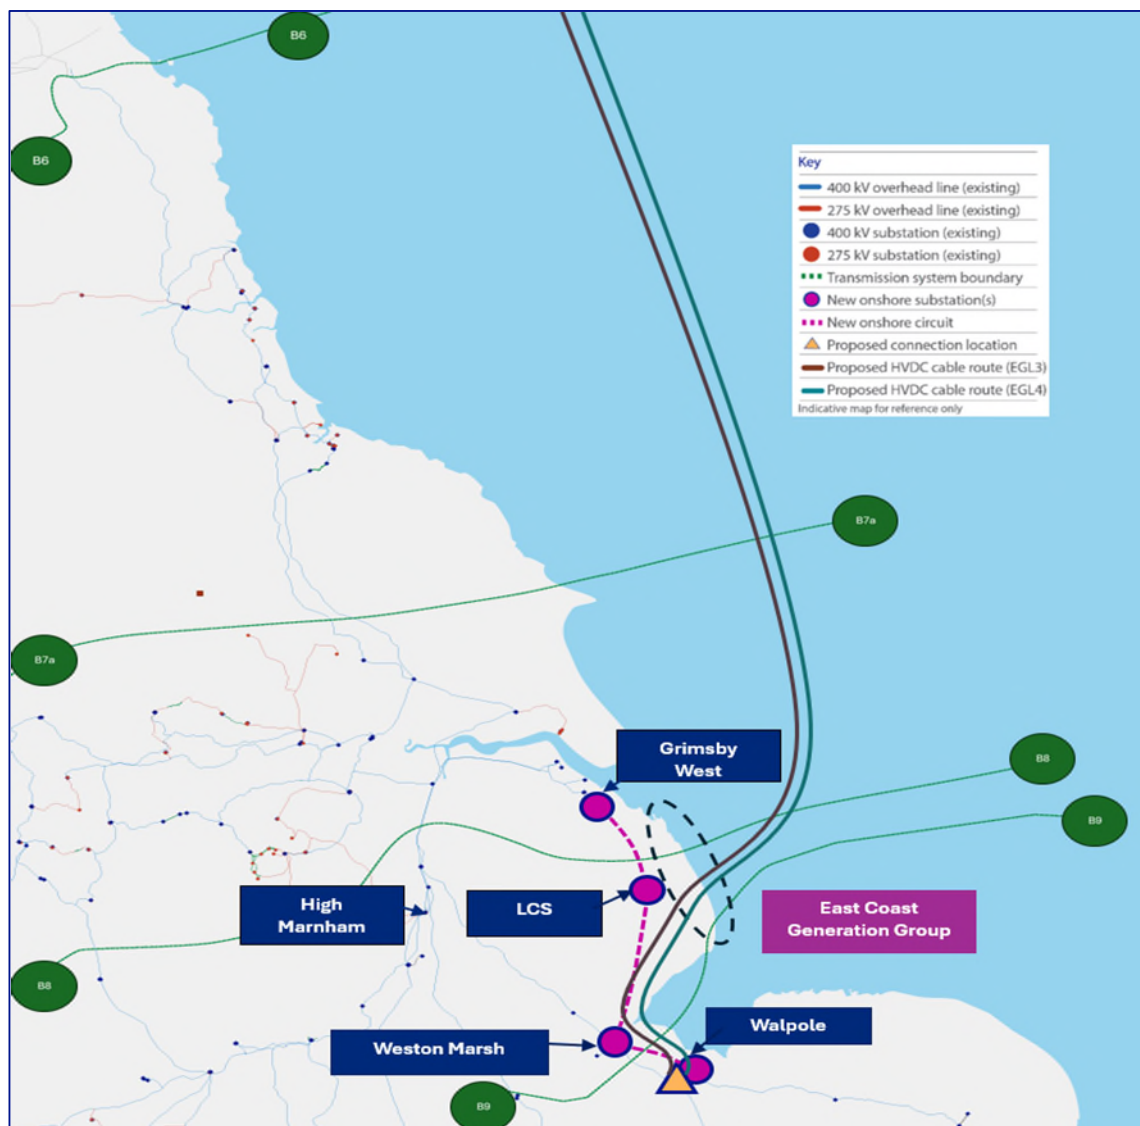 B6
B6
Key
400 kV overhead line (existing)
275 kV overhead line (existing)
400 kV substation (existing)
275 kV substation (existing)
Transmission system boundary
New onshore substation(s)
New onshore circuit
Proposed connection location
Proposed HVDC cable route (EGL3)
Proposed HVDC cable route (EGL4)
Indicative map for reference only
B7a
B7a
Grimsby
West
B8
B9
High
Marnham
LCS
East Coast
Generation Group
B8
Weston Marsh
Walpole
B9